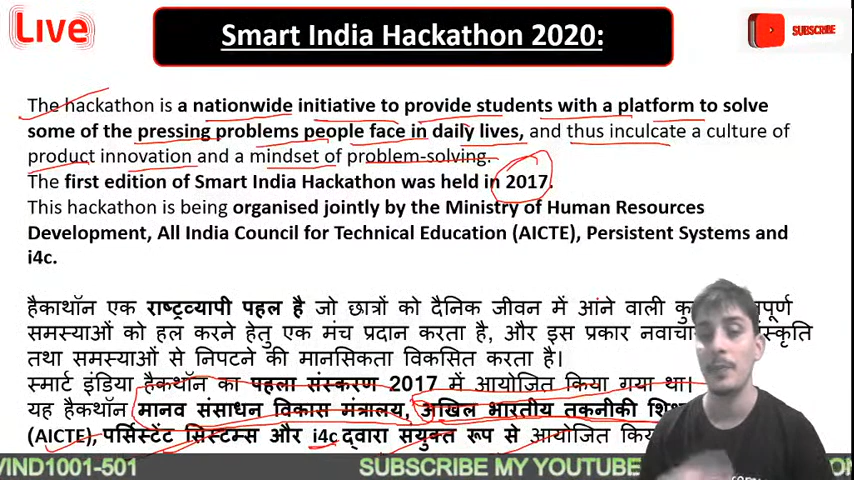 Live
Smart India Hackathon 2020:
SUBSCRIBE
The hackathon is a nationwide initiative to provide students with a platform to solve
some of the pressing problems people face in daily lives, and thus inculcate a culture of
product innovation and a mindset of problem-solving.
The first edition of Smart India Hackathon was held in 2017.
This hackathon is being organised jointly by the Ministry of Human Resources
Development, All India Council for Technical Education (AICTE), Persistent Systems and
i4c.
हैकाथॉन एक राष्ट्रव्यापी पहल है जो छात्रों को दैनिक जीवन में आने वाली
समस्याओं को हल करने हेतु एक मंच प्रदान करता है, और इस प्रकार
तथा समस्याओं से निपटने की मानसिकता विकसित करता है।
स्मार्ट इंडिया हैकथॉन का पहला संस्करण 2017 में आयोजित किया गया था।
यह हैकथॉन मानव संसाधन विकास मंत्रालय, अखिल भारतीय तकनीकी
(AICTE), पर्सिस्टेंट सिस्टम्स और i4c द्वारा संयुक्त रूप से आयोजित
VIND1001-501 SUBSCRIBE MY YOUTUBE